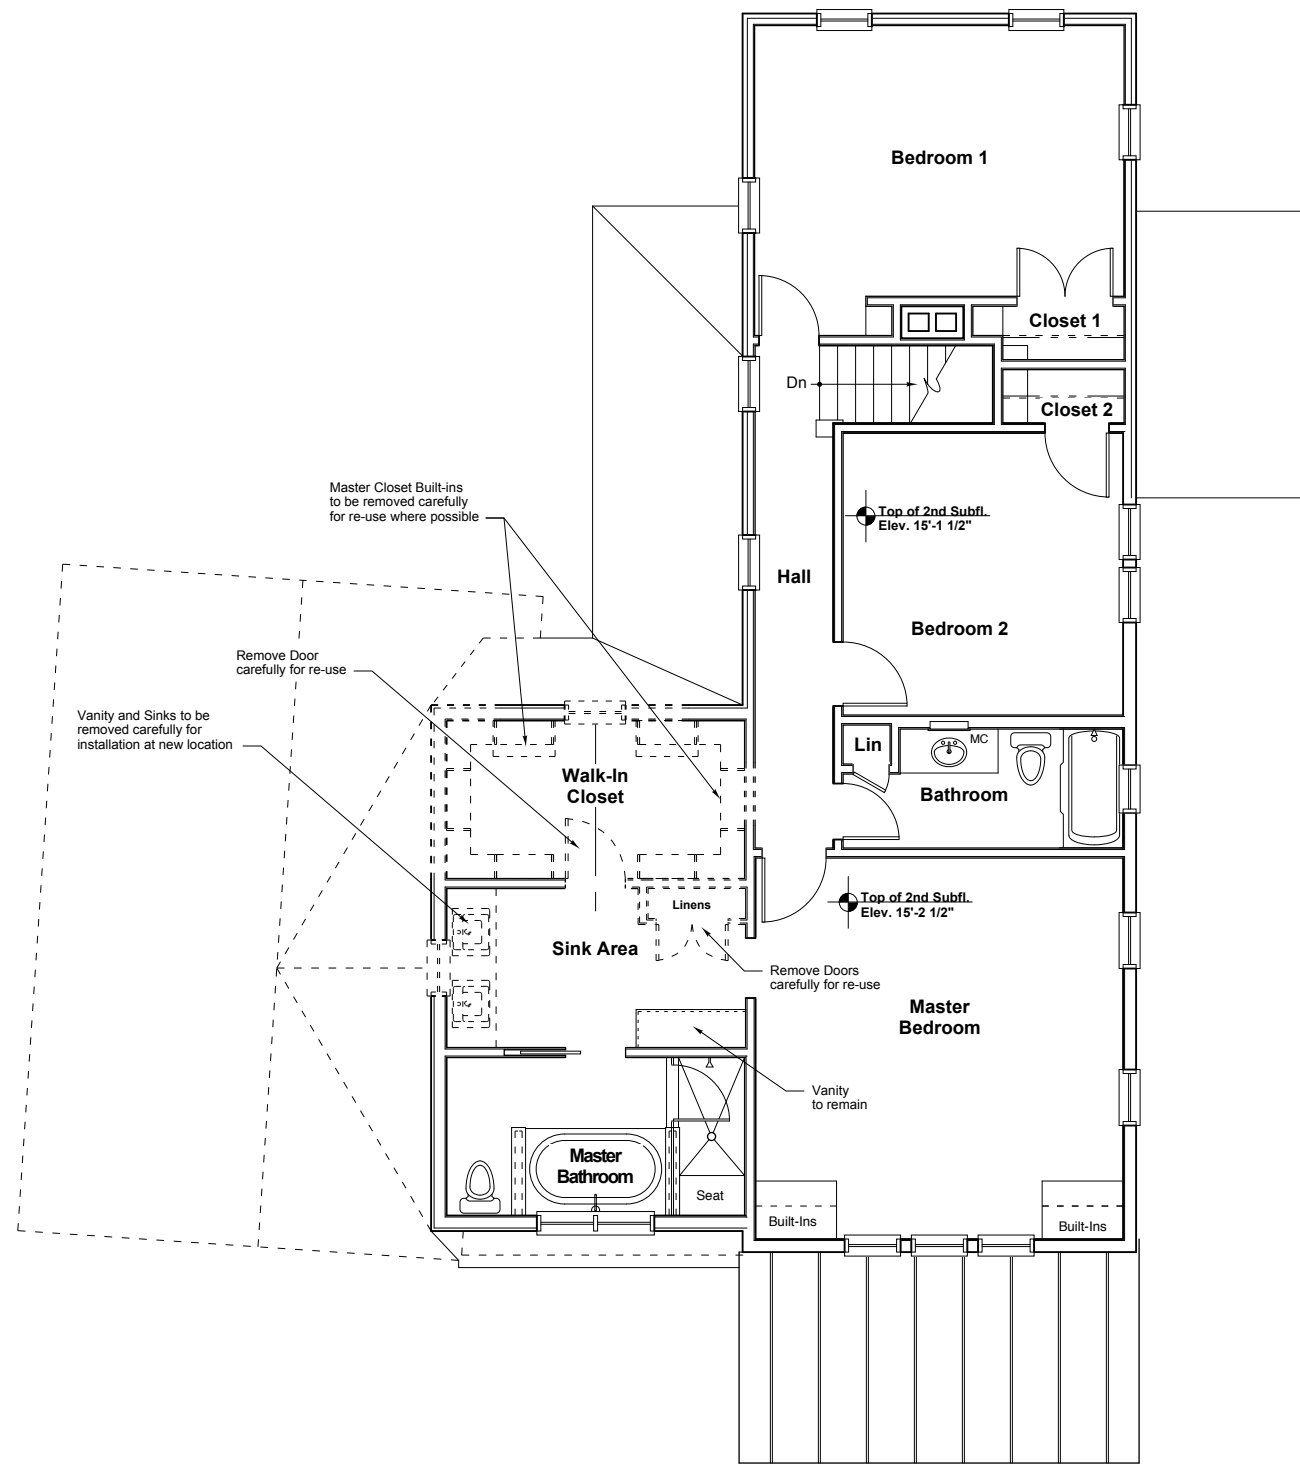 Bedroom 1
Closet 1
Dn
Closet 2
Master Closet Built-ins
to be removed carefully
for re-use where possible
Top of 2nd Subfl.
Elev. 15'-1 1/2"
Hall
Bedroom 2
Remove Door
carefully for re-use
Vanity and Sinks to be
removed carefully for
installation at new location
Lin
MC
Walk-In
Closet
Bathroom
Linens
Top of 2nd Subfl.
Elev. 15'-2 1/2"
Sink Area
Remove Doors
carefully for re-use
Master
Bedroom
Vanity
to remain
Master
Bathroom
Seat
Built-Ins
Built-Ins